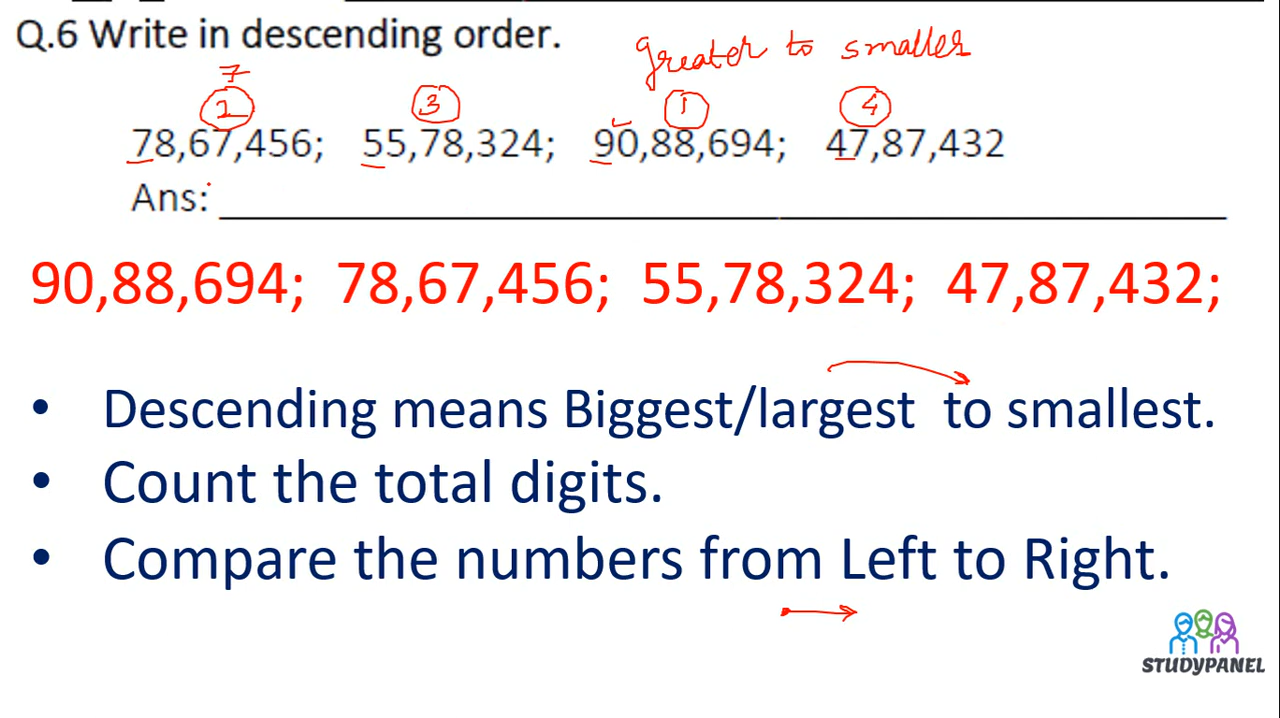 Q.6 Write in descending order.
greater to smaller
7
2 3 1 4
78,67,456; 55,78,324; 90,88,694; 47,87,432
Ans:
90,88,694; 78,67,456; 55,78,324; 47,87,432;
• Descending means Biggest/largest to smallest.
• Count the total digits.
• Compare the numbers from Left to Right.
STUDYPANEL